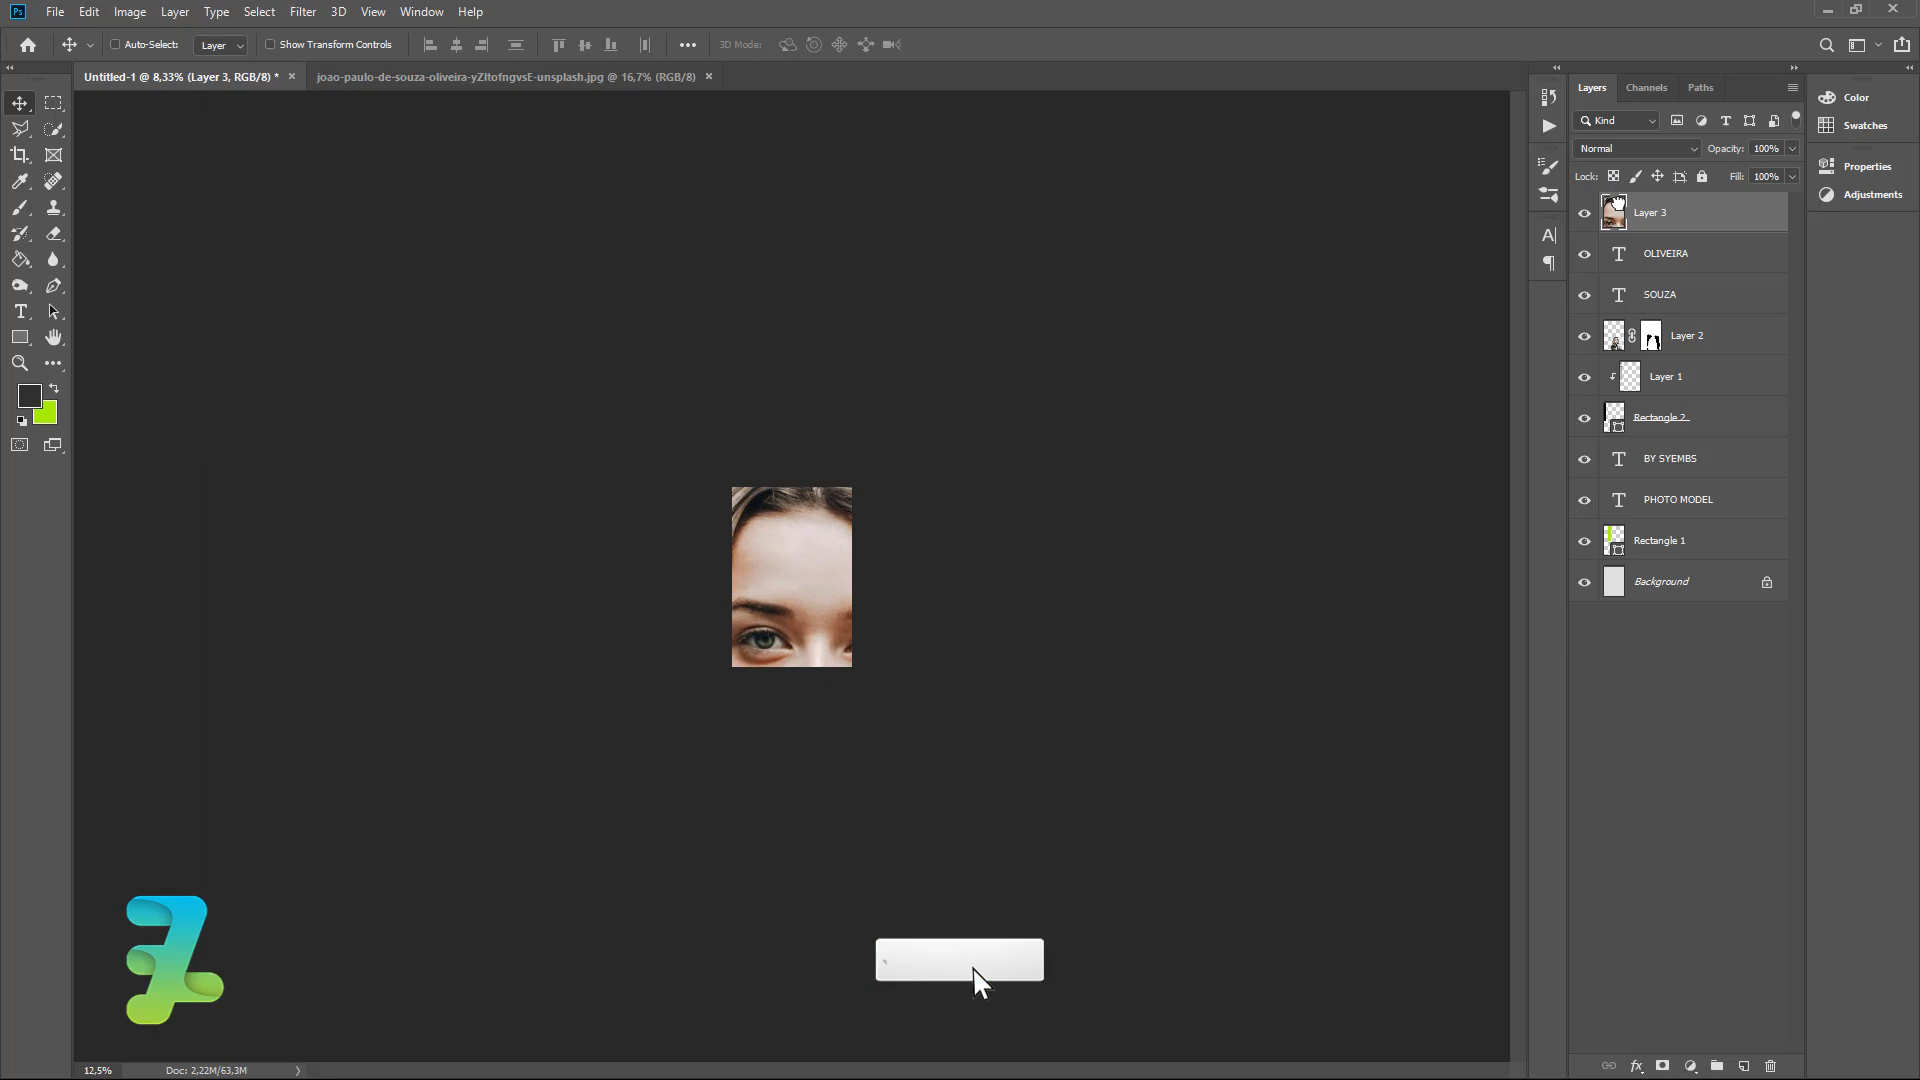 Ps File Edit Image Layer Type Select Filter 3D View Window Help
Auto-Select: Layer Show Transform Controls 3D Mode:
Untitled-1 @ 8,33% (Layer 3, RGB/8) * × joao-paulo-de-souza-oliveira-yZItofngvsE-unsplash.jpg @ 16,7% (RGB/8) ×
Layers Channels Paths
Kind
Normal Opacity: 100%
Lock: Fill: 100%
Layer 3
OLIVEIRA
SOUZA
Layer 2
Layer 1
Rectangle 2
BY SYEMBS
PHOTO MODEL
Rectangle 1
Background
Color
Swatches
Properties
Adjustments
12,5% Doc: 2,22M/63,3M